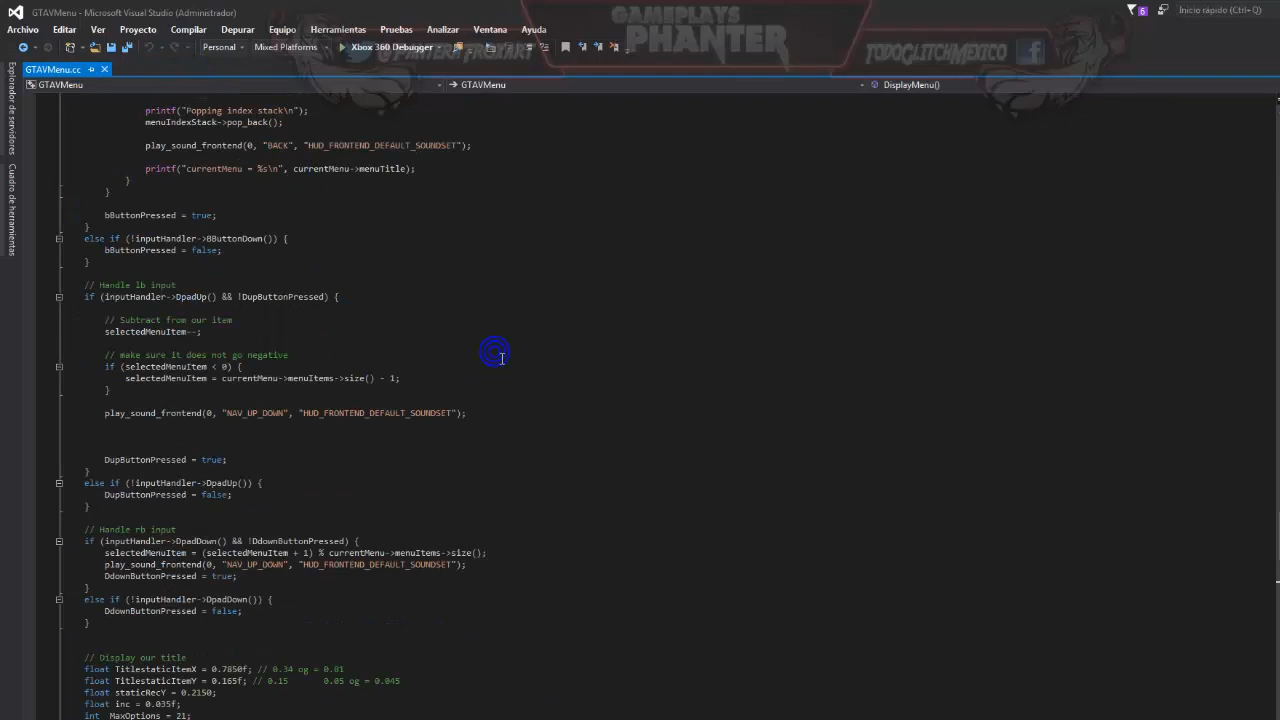 GTAVMenu - Microsoft Visual Studio (Administrador)
6 Inicio rápido (Ctrl+Q)
GAMEPLAYS
PHANTER
TODOGLITCHMEXICO
Archivo Editar Ver Proyecto Compilar Depurar Equipo Herramientas Pruebas Analizar Ventana Ayuda
Personal Mixed Platforms Xbox 360 Debugger
GTAVMenu.cc
GTAVMenu GTAVMenu DisplayMenu()
Explorador de servidores
Cuadro de herramientas
printf("Popping index stack\n");
menuIndexStack->pop_back();
play_sound_frontend(0, "BACK", "HUD_FRONTEND_DEFAULT_SOUNDSET");
printf("currentMenu = %s\n", currentMenu->menuTitle);
}
}
bButtonPressed = true;
}
else if (!inputHandler->BButtonDown()) {
bButtonPressed = false;
}
// Handle lb input
if (inputHandler->DpadUp() && !DupButtonPressed) {
// Subtract from our item
selectedMenuItem--;
// make sure it does not go negative
if (selectedMenuItem < 0) {
selectedMenuItem = currentMenu->menuItems->size() - 1;
}
play_sound_frontend(0, "NAV_UP_DOWN", "HUD_FRONTEND_DEFAULT_SOUNDSET");
DupButtonPressed = true;
}
else if (!inputHandler->DpadUp()) {
DupButtonPressed = false;
}
// Handle rb input
if (inputHandler->DpadDown() && !DdownButtonPressed) {
selectedMenuItem = (selectedMenuItem + 1) % currentMenu->menuItems->size();
play_sound_frontend(0, "NAV_UP_DOWN", "HUD_FRONTEND_DEFAULT_SOUNDSET");
DdownButtonPressed = true;
}
else if (!inputHandler->DpadDown()) {
DdownButtonPressed = false;
}
// Display our title
float TitlestaticItemX = 0.7850f; // 0.34 og = 0.81
float TitlestaticItemY = 0.165f; // 0.15 0.05 og = 0.045
float staticRecY = 0.2150;
float inc = 0.035f;
int MaxOptions = 21;